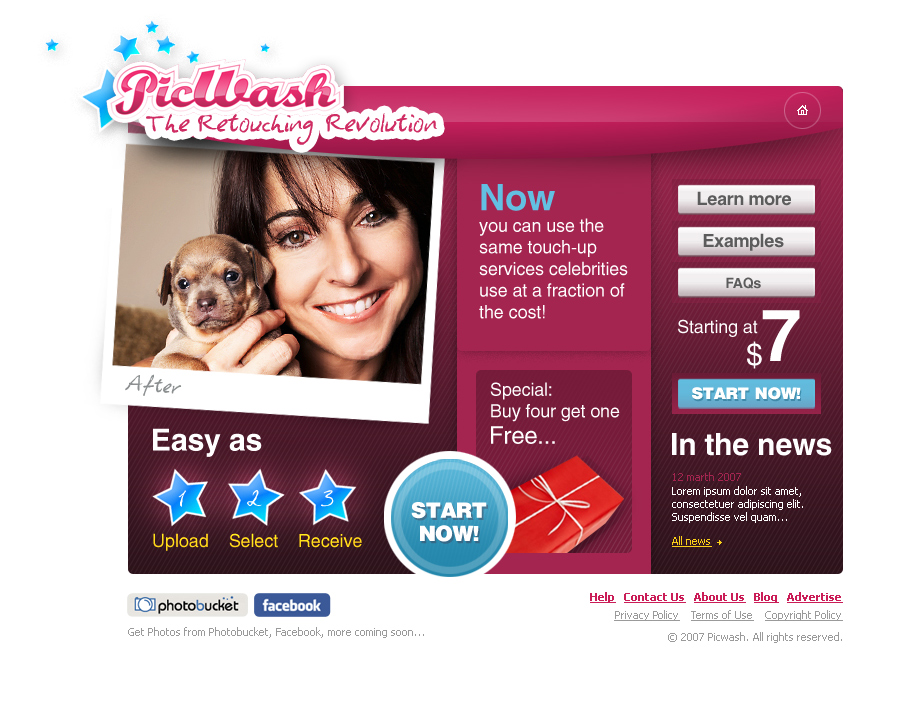 PicWash
The Retouching Revolution
After
Easy as
1 2 3
Upload Select Receive
START
NOW!
Now
you can use the
same touch-up
services celebrities
use at a fraction of
the cost!
Special:
Buy four get one
Free...
Learn more
Examples
FAQs
Starting at
$7
START NOW!
In the news
12 marth 2007
Lorem ipsum dolor sit amet,
consectetuer adipiscing elit.
Suspendisse vel quam...
All news
photobucket facebook
Get Photos from Photobucket, Facebook, more coming soon...
Help Contact Us About Us Blog Advertise
Privacy Policy Terms of Use Copyright Policy
© 2007 Picwash. All rights reserved.